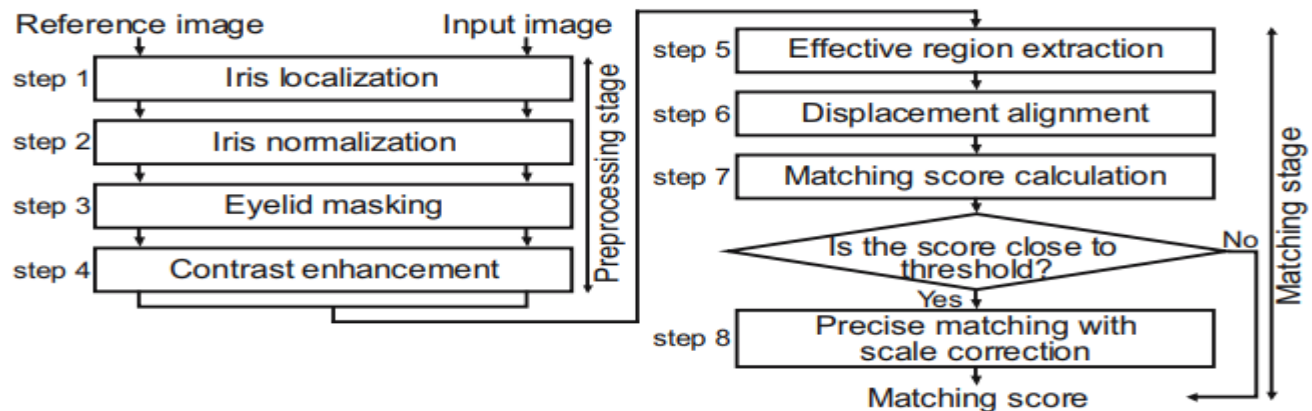 Reference image
Input image
step 1
Iris localization
step 2
Iris normalization
step 3
Eyelid masking
step 4
Contrast enhancement
Preprocessing stage
step 5
Effective region extraction
step 6
Displacement alignment
step 7
Matching score calculation
Is the score close to
threshold?
No
Yes
step 8
Precise matching with
scale correction
Matching score
Matching stage